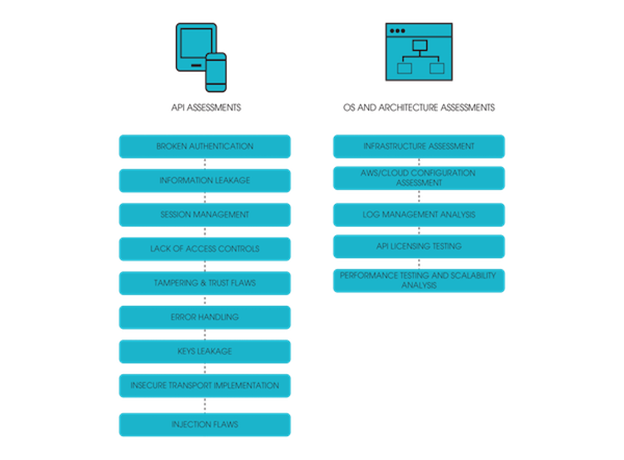 API ASSESSMENTS
BROKEN AUTHENTICATION
INFORMATION LEAKAGE
SESSION MANAGEMENT
LACK OF ACCESS CONTROLS
TAMPERING & TRUST FLAWS
ERROR HANDLING
KEYS LEAKAGE
INSECURE TRANSPORT IMPLEMENTATION
INJECTION FLAWS
OS AND ARCHITECTURE ASSESSMENTS
INFRASTRUCTURE ASSESSMENT
AWS/CLOUD CONFIGURATION
ASSESSMENT
LOG MANAGEMENT ANALYSIS
API LICENSING TESTING
PERFORMANCE TESTING AND SCALABILITY
ANALYSIS